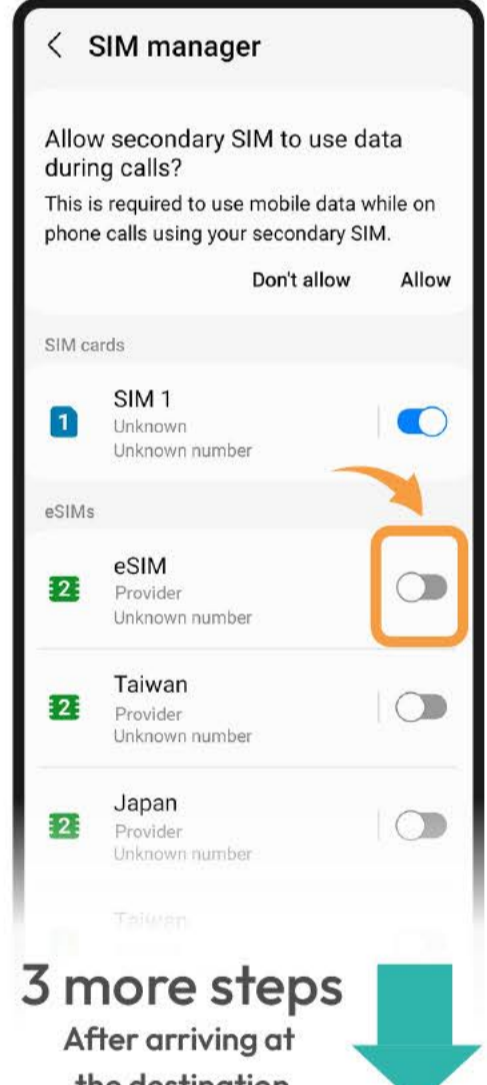 SIM manager
Allow secondary SIM to use data
during calls?
This is required to use mobile data while on
phone calls using your secondary SIM.
Don't allow Allow
SIM cards
1
SIM 1
Unknown
Unknown number
eSIMs
2
eSIM
Provider
Unknown number
2
Taiwan
Provider
Unknown number
2
Japan
Provider
Unknown number
Taiwan
3 more steps
After arriving at
the destination